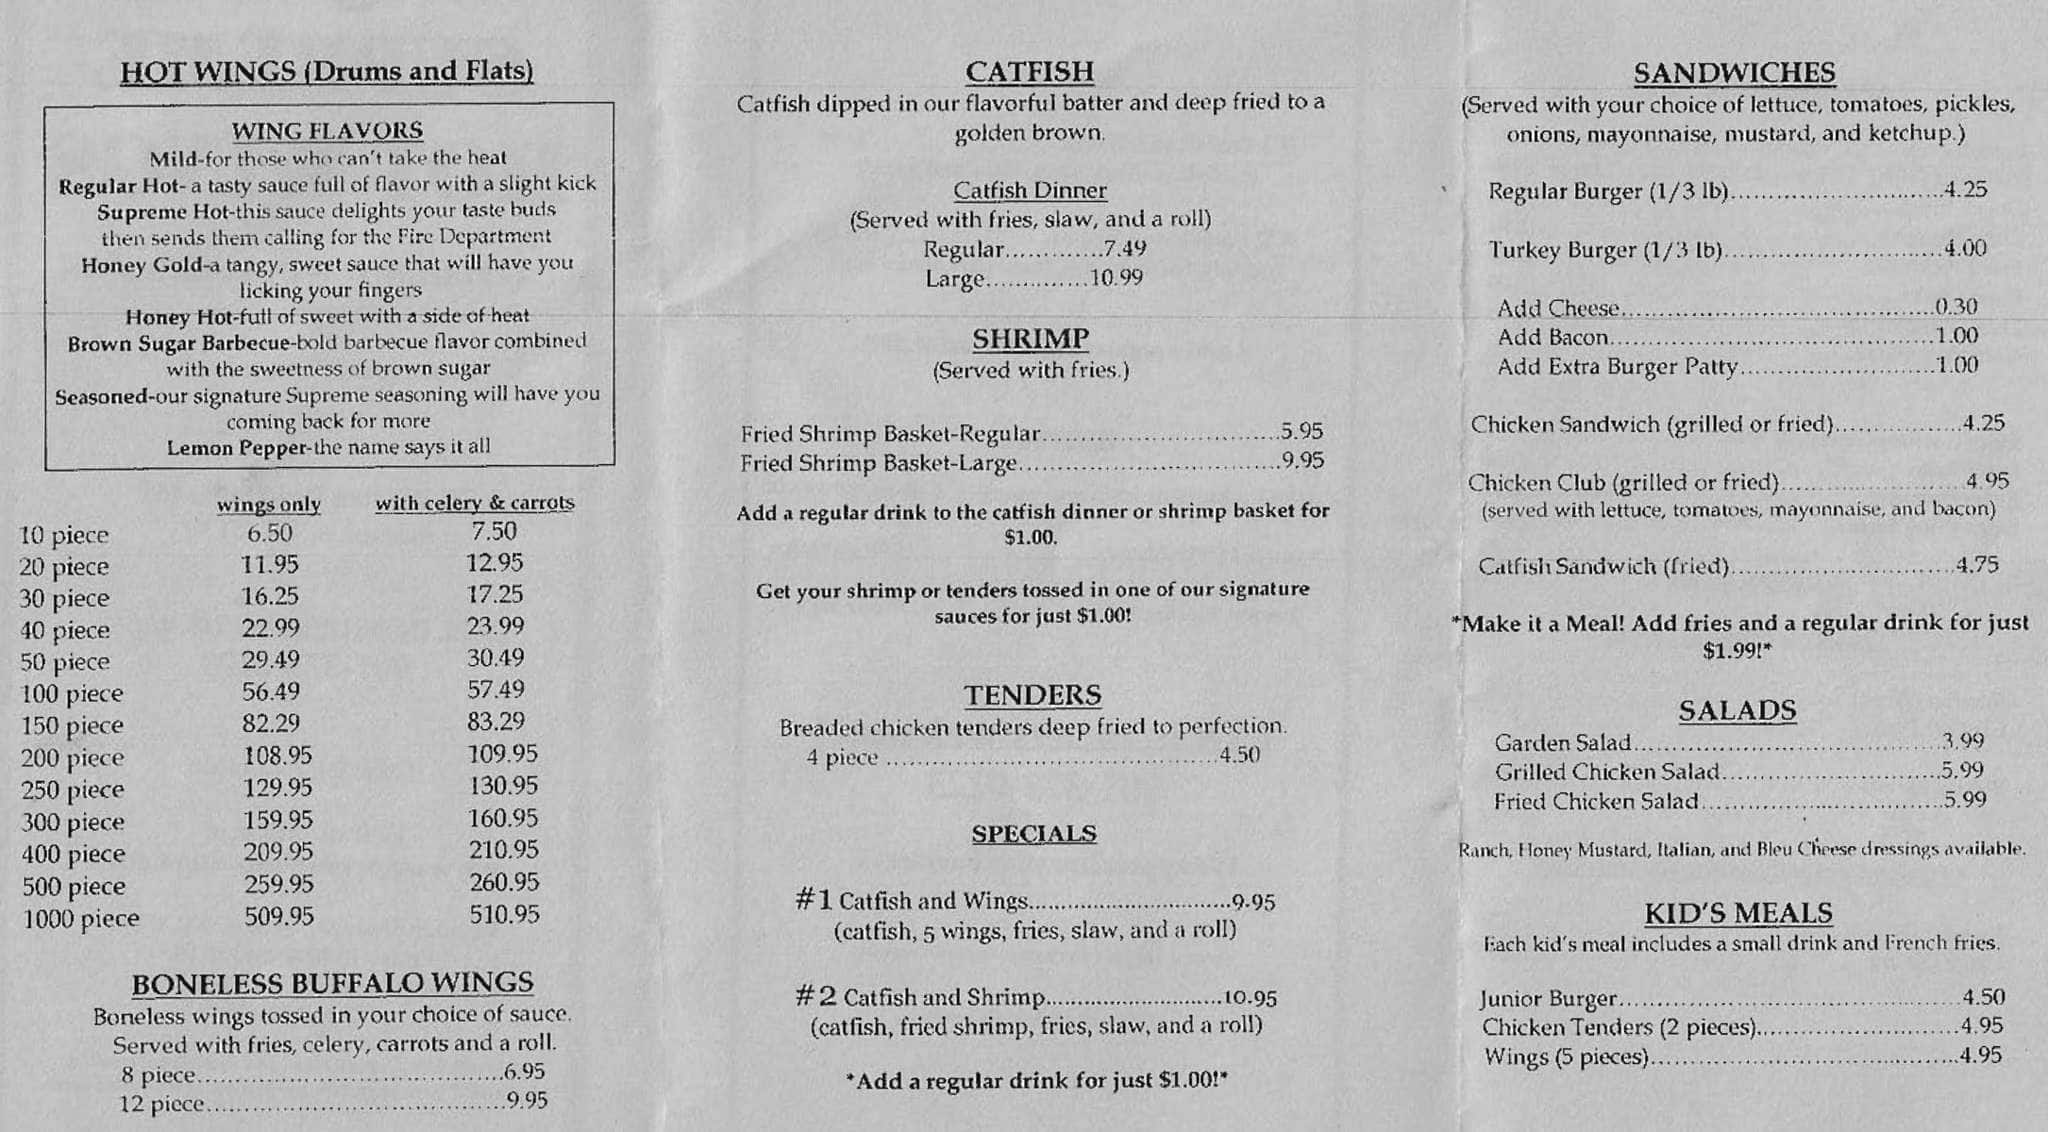 HOT WINGS (Drums and Flats)
WING FLAVORS
Mild-for those who can't take the heat
Regular Hot- a tasty sauce full of flavor with a slight kick
Supreme Hot-this sauce delights your taste buds
then sends them calling for the Fire Department
Honey Gold-a tangy, sweet sauce that will have you
licking your fingers
Honey Hot-full of sweet with a side of heat
Brown Sugar Barbecue-bold barbecue flavor combined
with the sweetness of brown sugar
Seasoned-our signature Supreme seasoning will have you
coming back for more
Lemon Pepper-the name says it all
wings only with celery & carrots
10 piece 6.50 7.50
20 piece 11.95 12.95
30 piece 16.25 17.25
40 piece 22.99 23.99
50 piece 29.49 30.49
100 piece 56.49 57.49
150 piece 82.29 83.29
200 piece 108.95 109.95
250 piece 129.95 130.95
300 piece 159.95 160.95
400 piece 209.95 210.95
500 piece 259.95 260.95
1000 piece 509.95 510.95
BONELESS BUFFALO WINGS
Boneless wings tossed in your choice of sauce.
Served with fries, celery, carrots and a roll.
8 piece........................................6.95
12 piece.......................................9.95
CATFISH
Catfish dipped in our flavorful batter and deep fried to a
golden brown.
Catfish Dinner
(Served with fries, slaw, and a roll)
Regular.............7.49
Large..............10.99
SHRIMP
(Served with fries.)
Fried Shrimp Basket-Regular...............................5.95
Fried Shrimp Basket-Large..................................9.95
Add a regular drink to the catfish dinner or shrimp basket for
$1.00.
Get your shrimp or tenders tossed in one of our signature
sauces for just $1.00!
TENDERS
Breaded chicken tenders deep fried to perfection.
4 piece ...........................................4.50
SPECIALS
#1 Catfish and Wings................................9.95
(catfish, 5 wings, fries, slaw, and a roll)
#2 Catfish and Shrimp............................10.95
(catfish, fried shrimp, fries, slaw, and a roll)
*Add a regular drink for just $1.00!*
SANDWICHES
(Served with your choice of lettuce, tomatoes, pickles,
onions, mayonnaise, mustard, and ketchup.)
Regular Burger (1/3 lb)............................4.25
Turkey Burger (1/3 lb).............................4.00
Add Cheese.........................................0.30
Add Bacon...........................................1.00
Add Extra Burger Patty..........................1.00
Chicken Sandwich (grilled or fried).................4.25
Chicken Club (grilled or fried)........................4.95
(served with lettuce, tomatoes, mayonnaise, and bacon)
Catfish Sandwich (fried)..............................4.75
*Make it a Meal! Add fries and a regular drink for just
$1.99!*
SALADS
Garden Salad........................................3.99
Grilled Chicken Salad.............................5.99
Fried Chicken Salad................................5.99
Ranch, Honey Mustard, Italian, and Bleu Cheese dressings available.
KID'S MEALS
Each kid's meal includes a small drink and French fries.
Junior Burger.............................................4.50
Chicken Tenders (2 pieces)...........................4.95
Wings (5 pieces).........................................4.95